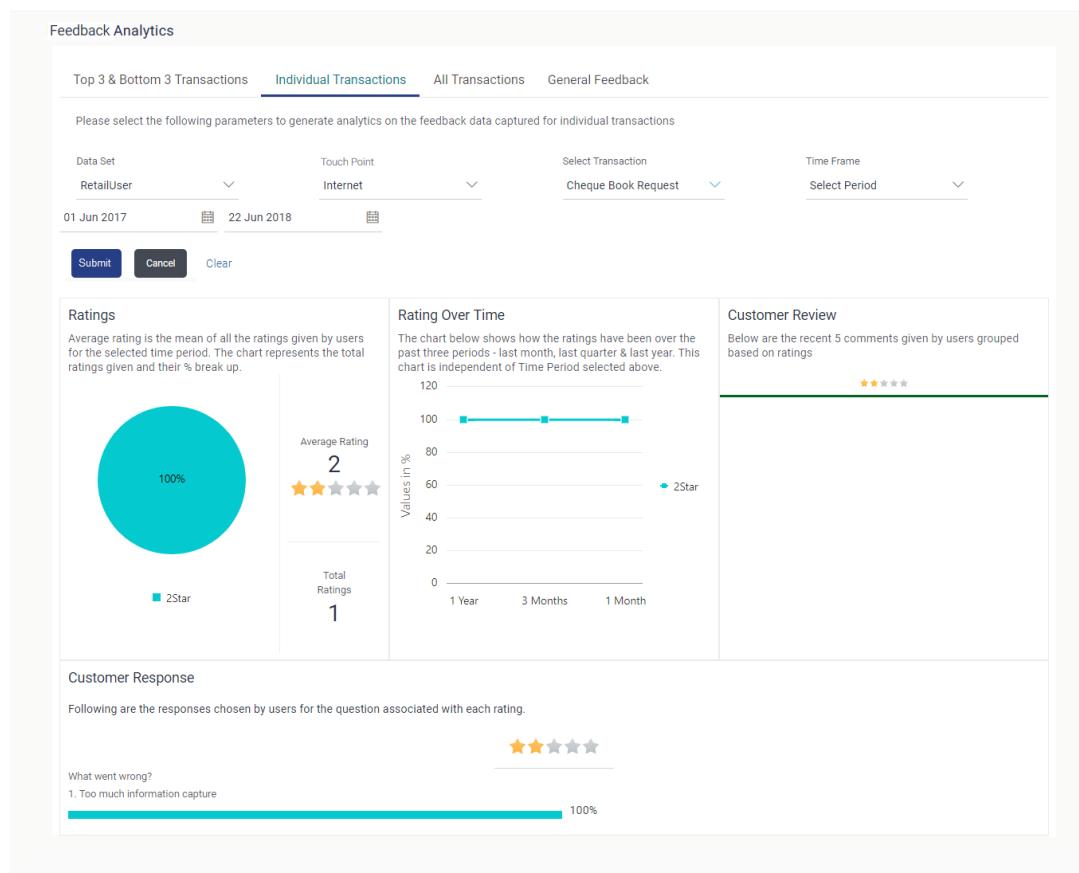 Feedback Analytics
Top 3 & Bottom 3 Transactions
Individual Transactions
All Transactions
General Feedback
Please select the following parameters to generate analytics on the feedback data captured for individual transactions
Data Set
Touch Point
Select Transaction
Time Frame
RetailUser
Internet
Cheque Book Request
Select Period
01 Jun 2017
22 Jun 2018
Submit
Cancel
Clear
Ratings
Average rating is the mean of all the ratings given by users
for the selected time period. The chart represents the total
ratings given and their % break up.
100%
2Star
Average Rating
2
Total
Ratings
1
Rating Over Time
The chart below shows how the ratings have been over the
past three periods - last month, last quarter & last year. This
chart is independent of Time Period selected above.
120
100
80
60
40
20
0
Values in %
1 Year
3 Months
1 Month
2Star
Customer Review
Below are the recent 5 comments given by users grouped
based on ratings
Customer Response
Following are the responses chosen by users for the question associated with each rating.
What went wrong?
1. Too much information capture
100%